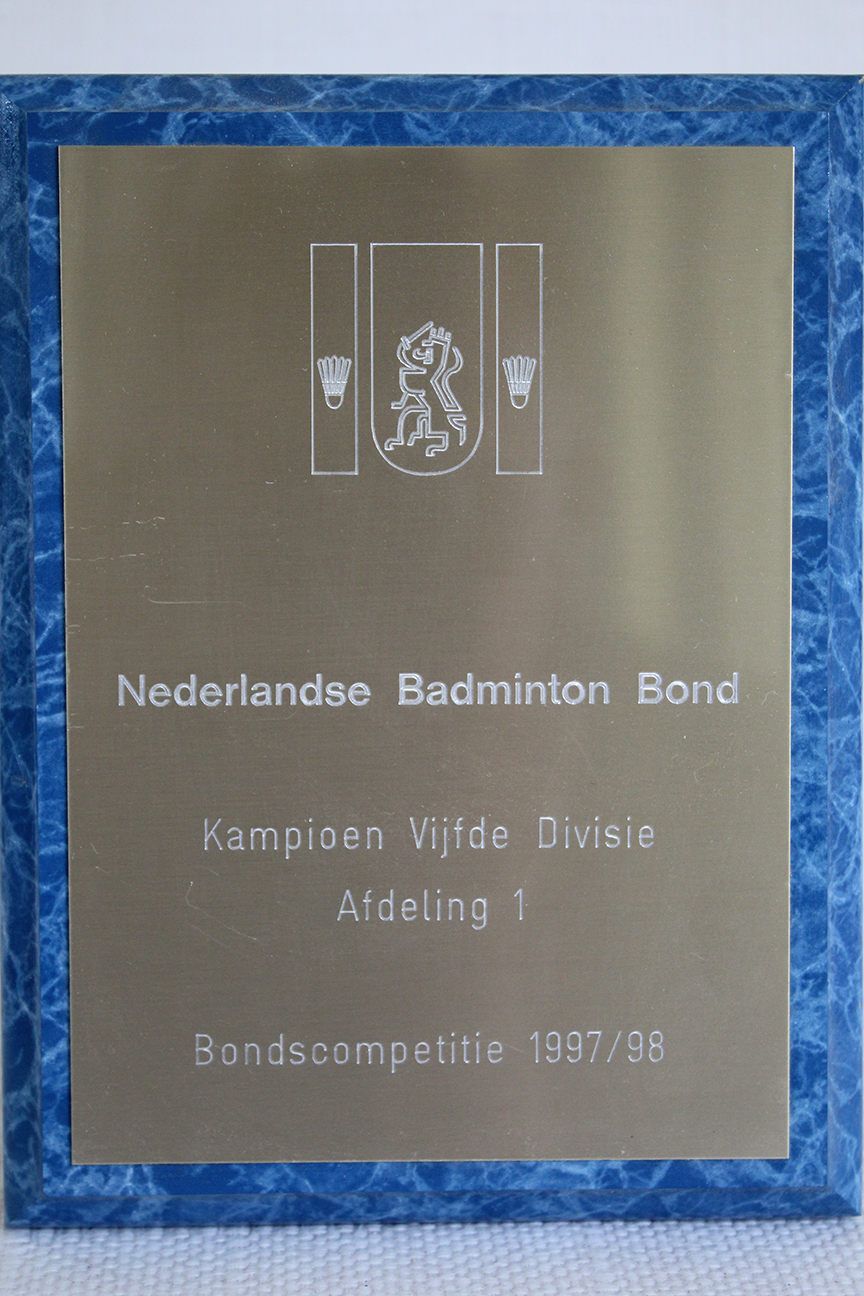 Nederlandse Badminton Bond
Kampioen Vijfde Divisie
Afdeling 1
Bondscompetitie 1997/98